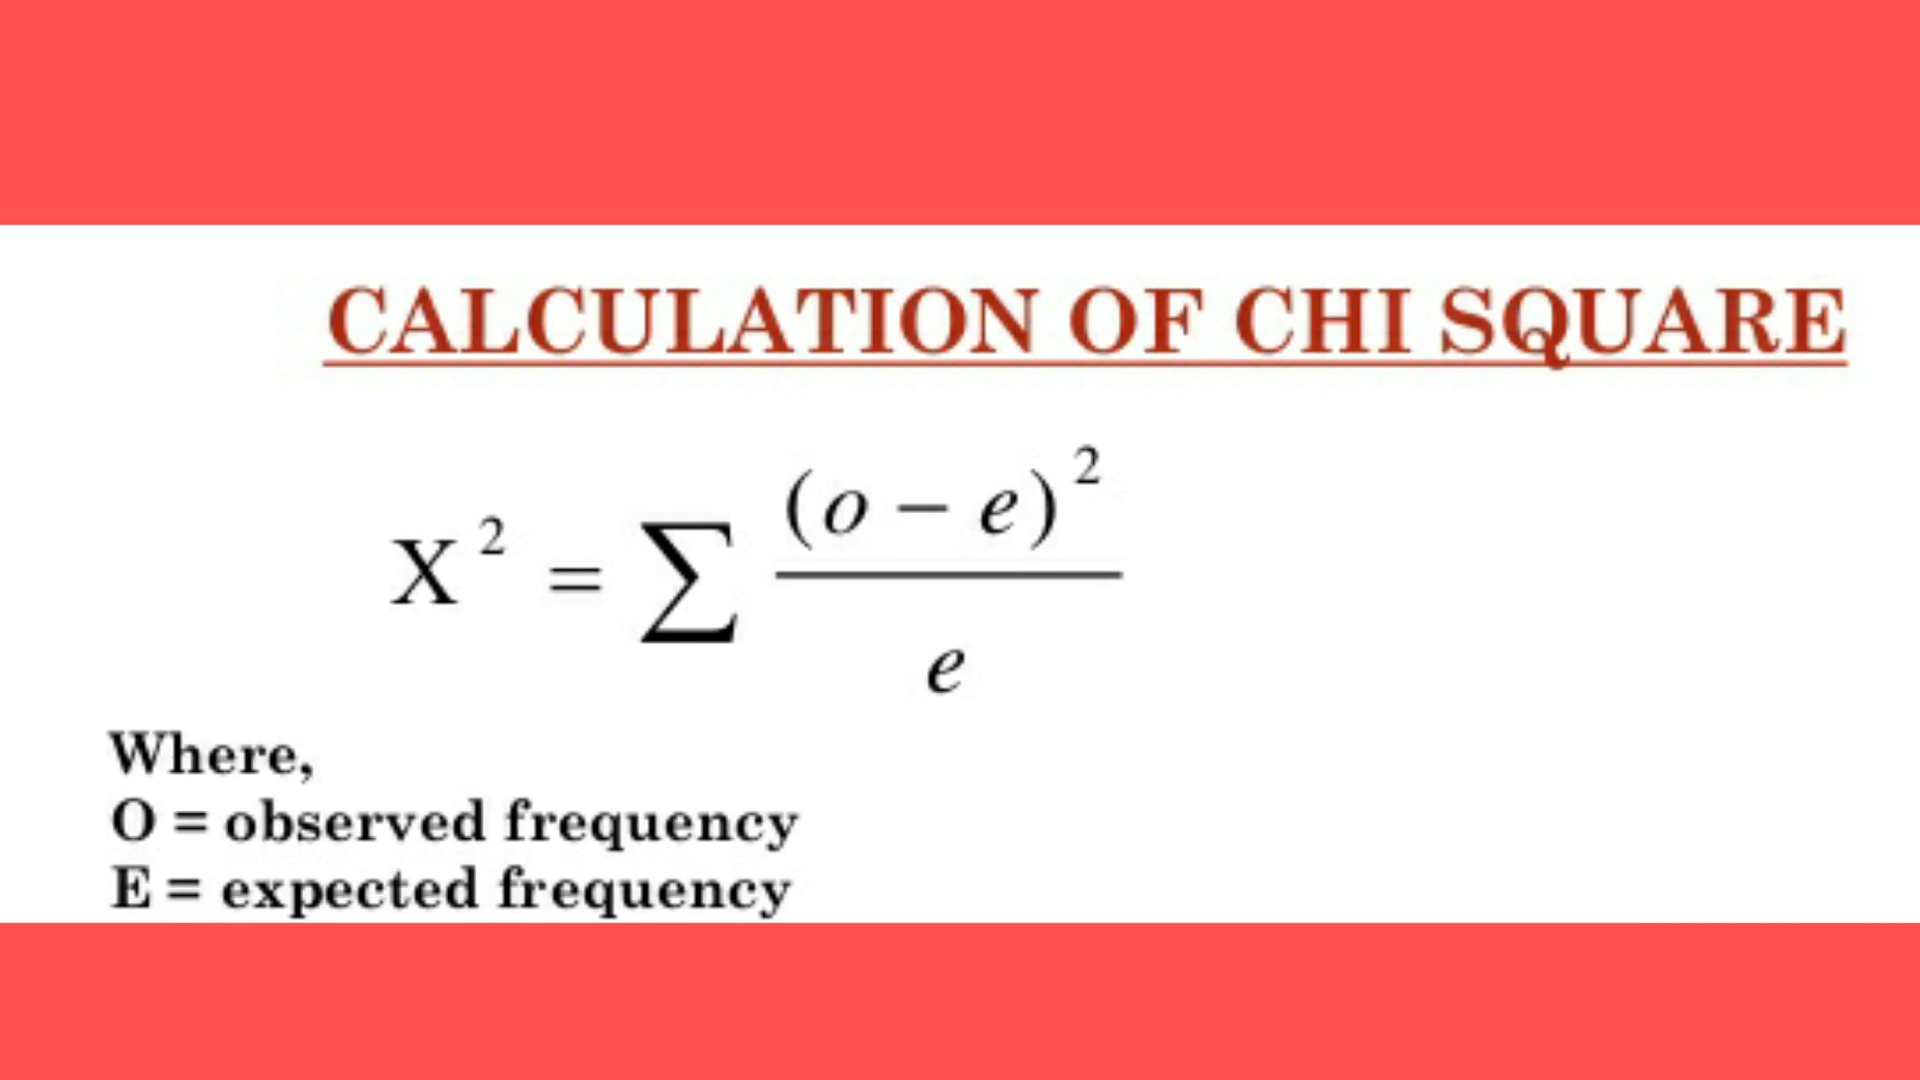 CALCULATION OF CHI SQUARE
X² = ∑ (o – e)² / e
Where,
O = observed frequency
E = expected frequency